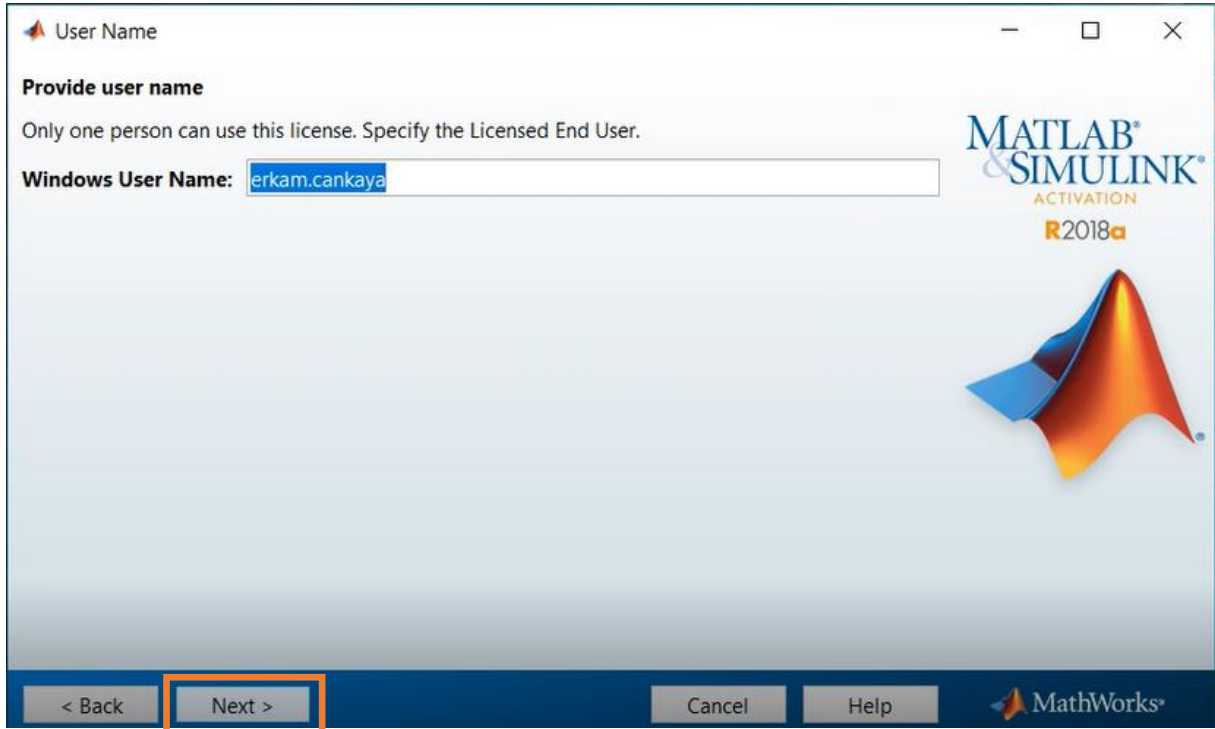 User Name
Provide user name
Only one person can use this license. Specify the Licensed End User.
Windows User Name: erkam.cankaya
MATLAB®
&SIMULINK®
ACTIVATION
R2018a
®
< Back Next > Cancel Help MathWorks®